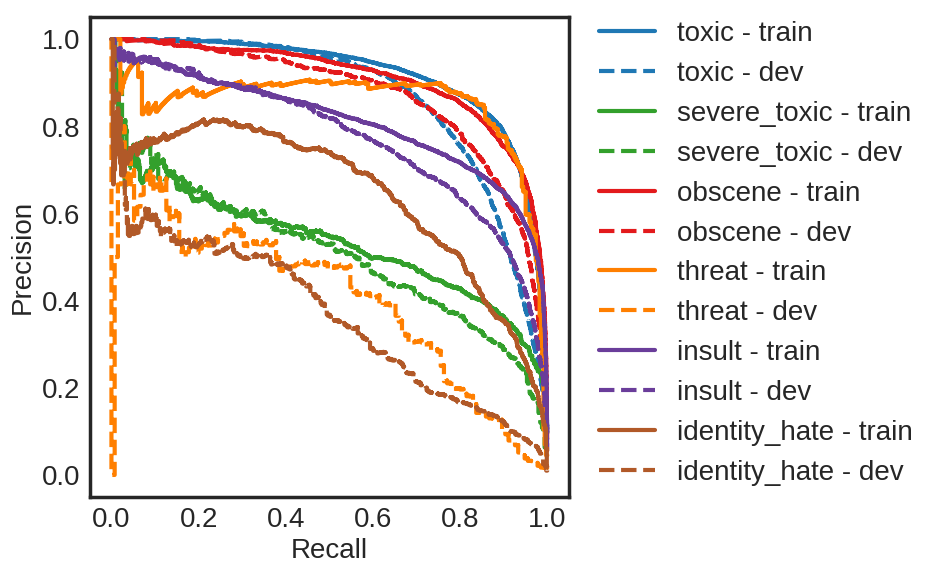 1.0
0.8
0.6
0.4
0.2
0.0
Precision
0.0 0.2 0.4 0.6 0.8 1.0
Recall
toxic - train
toxic - dev
severe_toxic - train
severe_toxic - dev
obscene - train
obscene - dev
threat - train
threat - dev
insult - train
insult - dev
identity_hate - train
identity_hate - dev